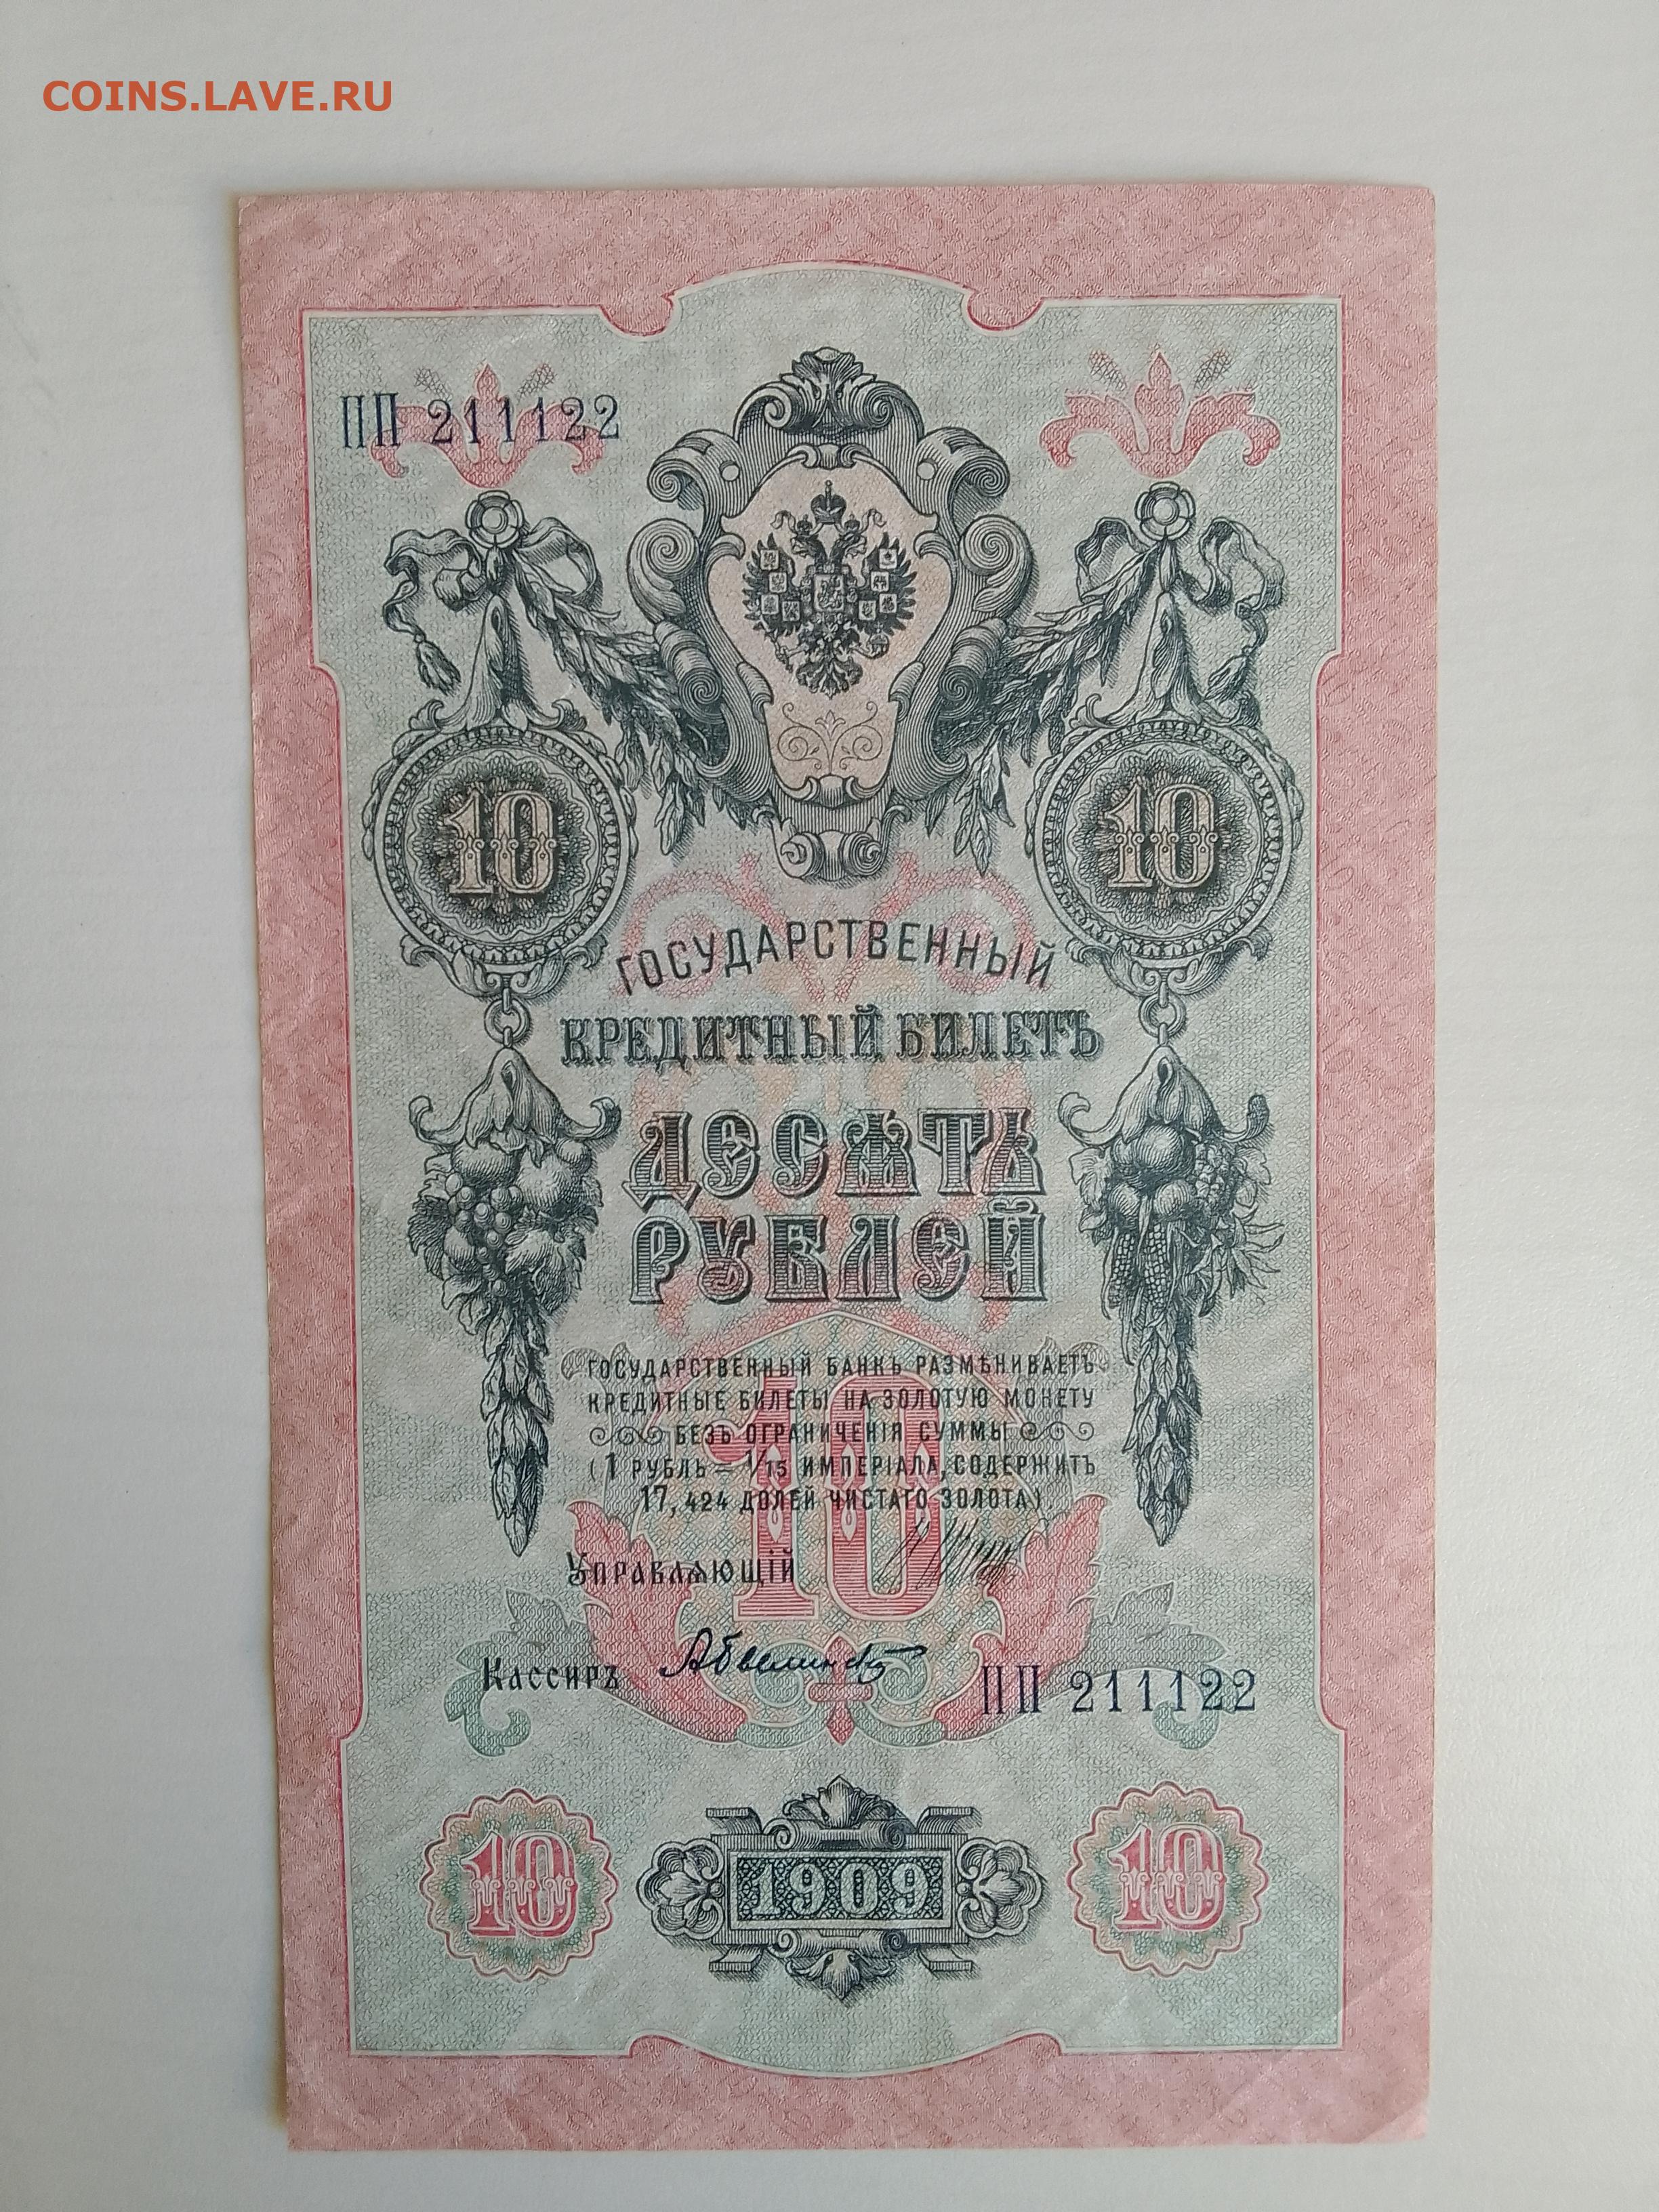 COINS.LAVE.RU
ПП 211122
10 10
ГОСУДАРСТВЕННЫЙ
КРЕДИТНЫЙ БИЛЕТЪ
ДЕСѦТЬ
РУБЛЕЙ
ГОСУДАРСТВЕННЫЙ БАНКЪ РАЗМѢНИВАЕТЪ
КРЕДИТНЫЕ БИЛЕТЫ НА ЗОЛОТУЮ МОНЕТУ
БЕЗЪ ОГРАНИЧЕНІЯ СУММЫ
(1 РУБЛЬ = 1/15 ИМПЕРІАЛА, СОДЕРЖИТЪ
17,424 ДОЛЕЙ ЧИСТАГО ЗОЛОТА).
10
УПРАВЛѦЮЩІЙ
Кассиръ
ПП 211122
10 1909 10